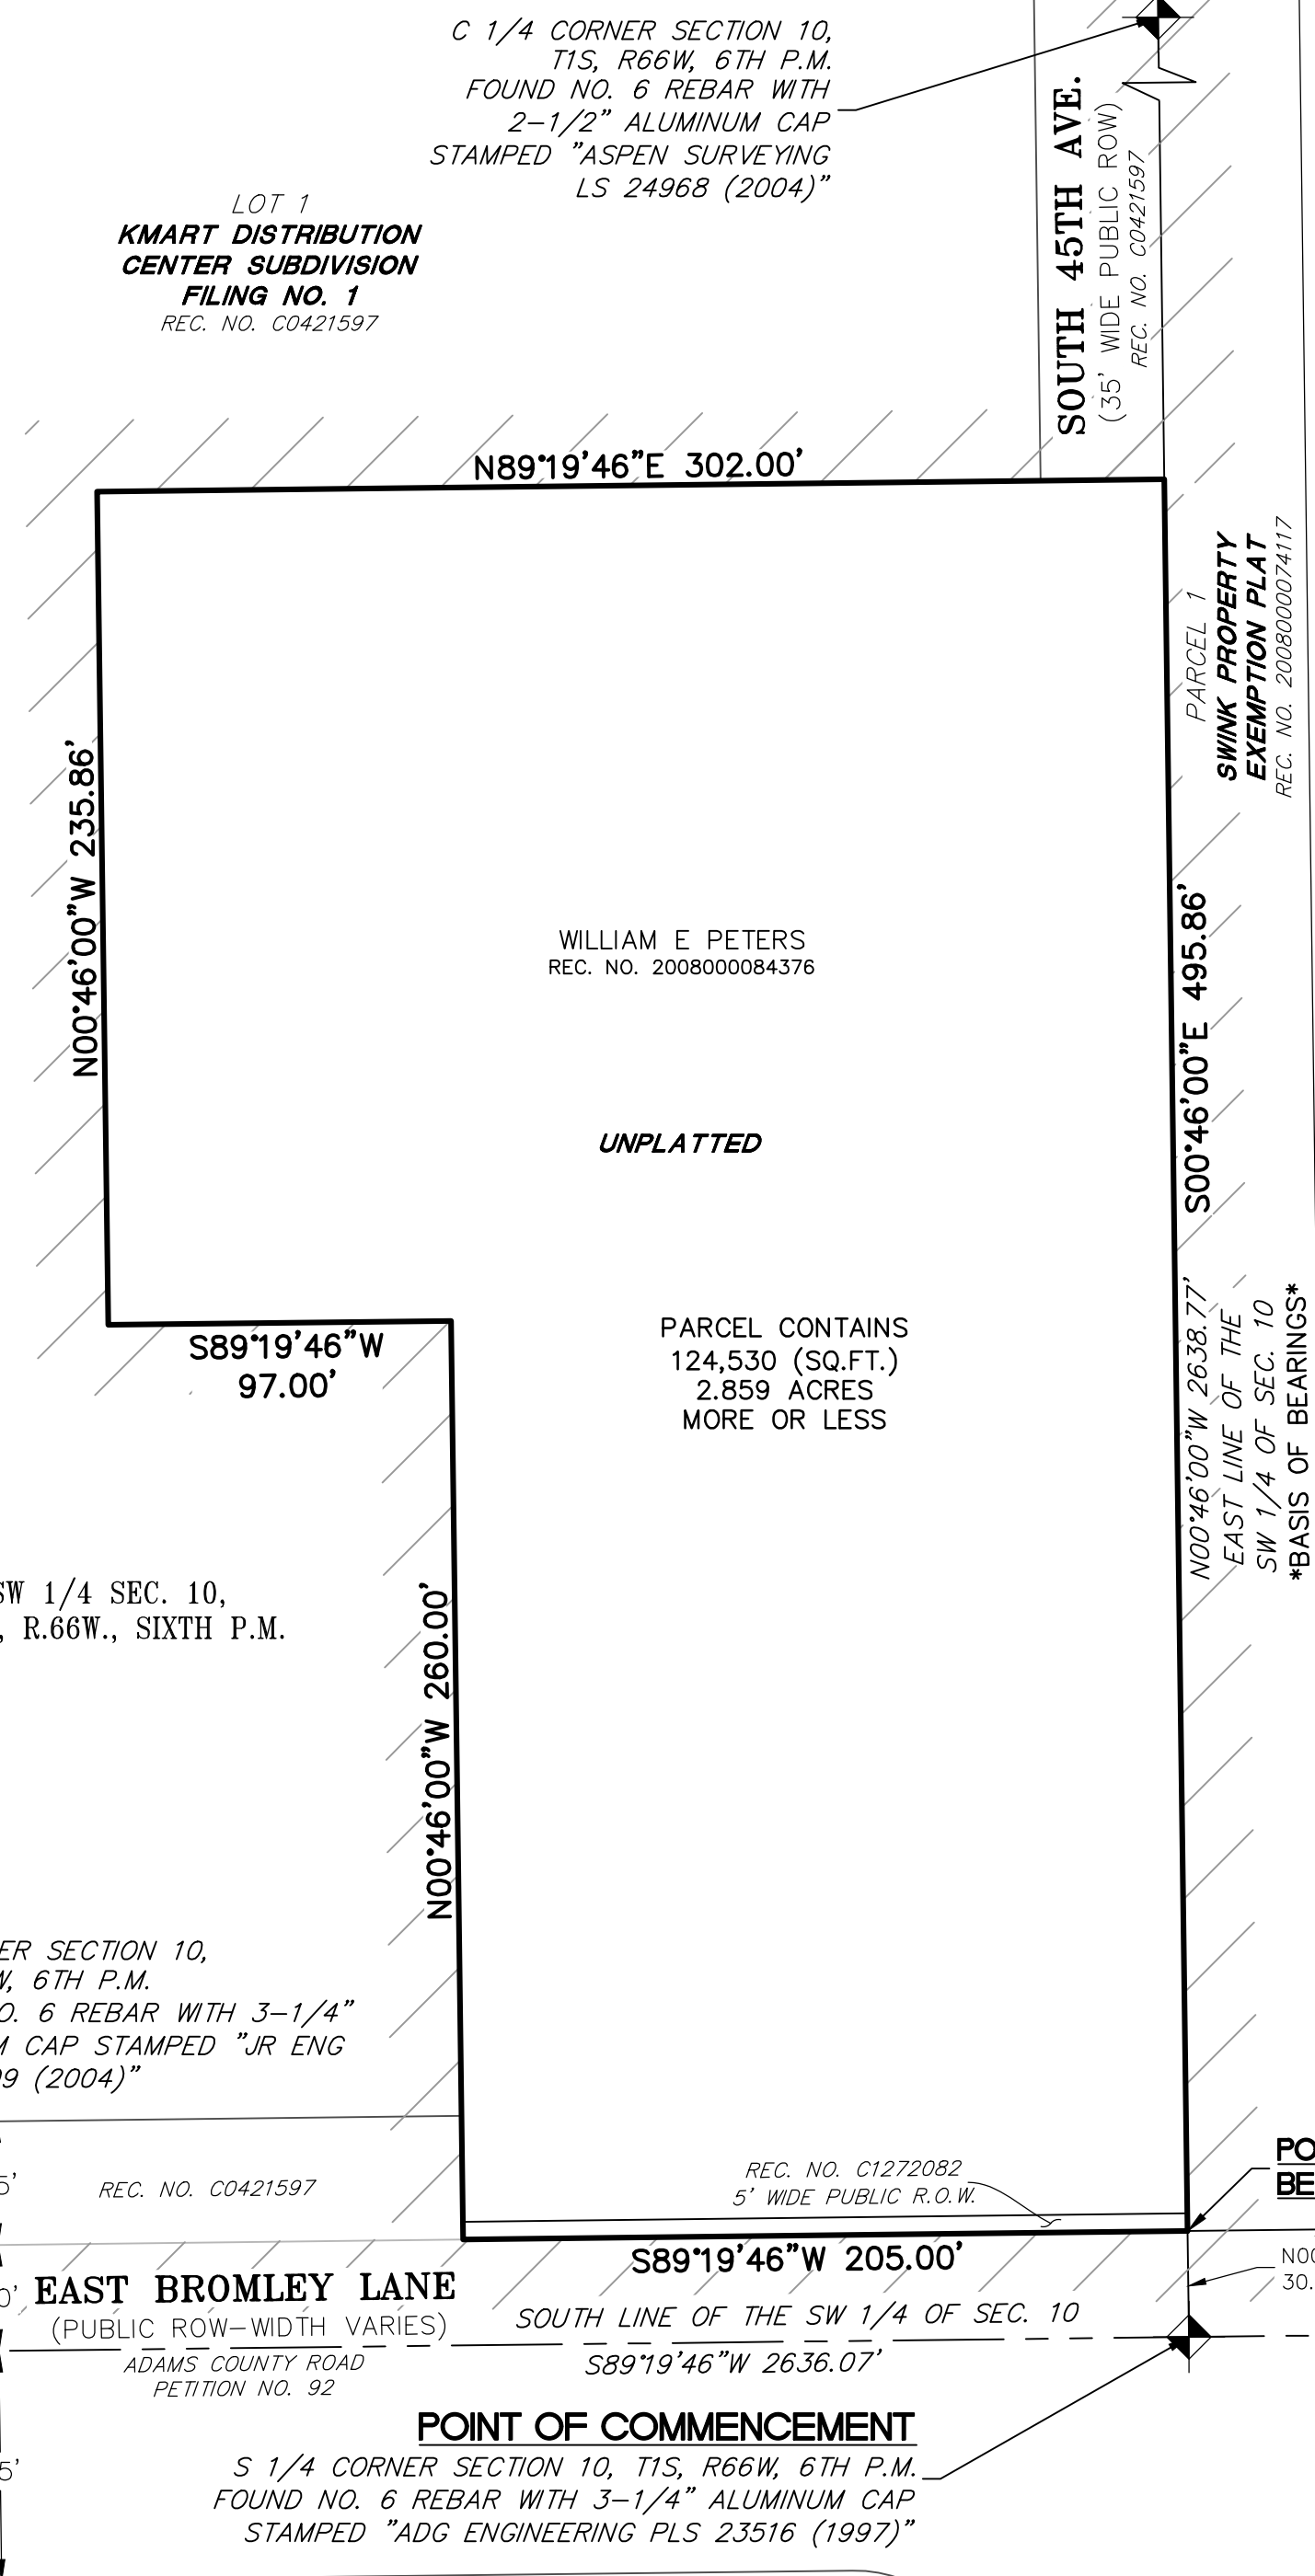 C 1/4 CORNER SECTION 10,
T1S, R66W, 6TH P.M.
FOUND NO. 6 REBAR WITH
2-1/2" ALUMINUM CAP
STAMPED "ASPEN SURVEYING
LS 24968 (2004)"
LOT 1
KMART DISTRIBUTION
CENTER SUBDIVISION
FILING NO. 1
REC. NO. C0421597
SOUTH 45TH AVE.
(35' WIDE PUBLIC ROW)
REC. NO. C0421597
N89°19'46"E 302.00'
PARCEL 1
SWINK PROPERTY
EXEMPTION PLAT
REC. NO. 2008000074117
N00°46'00"W 235.86'
WILLIAM E PETERS
REC. NO. 2008000084376
S00°46'00"E 495.86'
UNPLATTED
PARCEL CONTAINS
124,530 (SQ.FT.)
2.859 ACRES
MORE OR LESS
S89°19'46"W
97.00'
N00°46'00"W 2638.77'
EAST LINE OF THE
SW 1/4 OF SEC. 10
*BASIS OF BEARINGS*
SW 1/4 SEC. 10,
, R.66W., SIXTH P.M.
N00°46'00"W 260.00'
ER SECTION 10,
W, 6TH P.M.
O. 6 REBAR WITH 3-1/4"
M CAP STAMPED "JR ENG
99 (2004)"
5'
REC. NO. C0421597
REC. NO. C1272082
5' WIDE PUBLIC R.O.W.
PO
BE
S89°19'46"W 205.00'
N00
30.
0'
EAST BROMLEY LANE
(PUBLIC ROW-WIDTH VARIES)
SOUTH LINE OF THE SW 1/4 OF SEC. 10
ADAMS COUNTY ROAD
PETITION NO. 92
S89°19'46"W 2636.07'
POINT OF COMMENCEMENT
5'
S 1/4 CORNER SECTION 10, T1S, R66W, 6TH P.M.
FOUND NO. 6 REBAR WITH 3-1/4" ALUMINUM CAP
STAMPED "ADG ENGINEERING PLS 23516 (1997)"